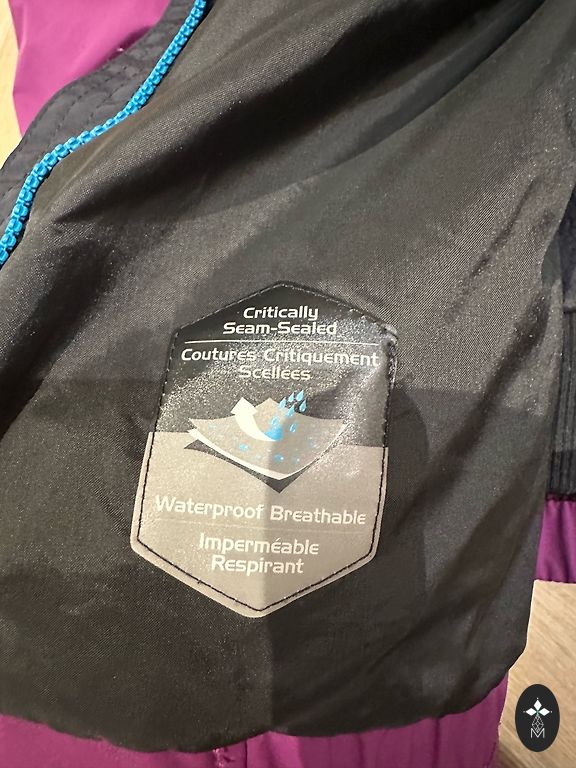 Critically
Seam-Sealed
Coutures Critiquement
Scellées
Waterproof Breathable
Imperméable
Respirant
M